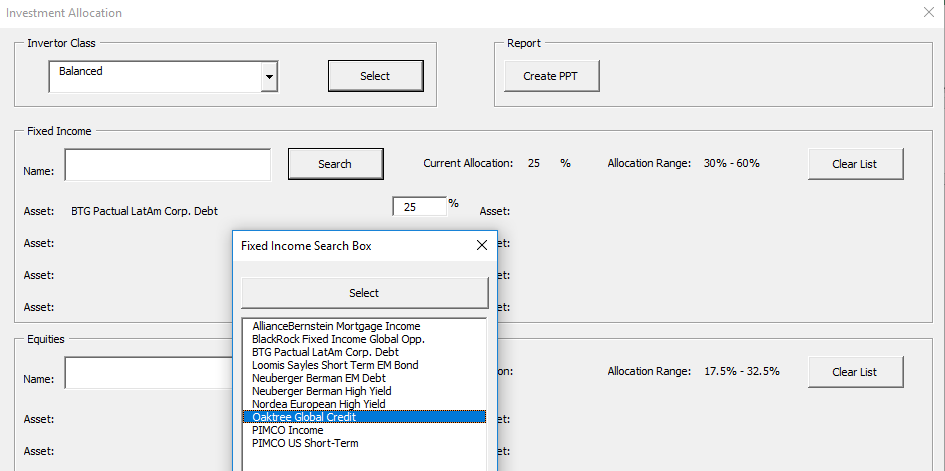 Investment Allocation
Invertor Class
Report
Balanced
Select
Create PPT
Fixed Income
Name:
Search
Current Allocation: 25 %
Allocation Range: 30% - 60%
Clear List
Asset: BTG Pactual LatAm Corp. Debt 25 % Asset:
Asset:
Asset:
Asset:
Fixed Income Search Box
Select
AllianceBernstein Mortgage Income
BlackRock Fixed Income Global Opp.
BTG Pactual LatAm Corp. Debt
Loomis Sayles Short Term EM Bond
Neuberger Berman EM Debt
Neuberger Berman High Yield
Nordea European High Yield
Oaktree Global Credit
PIMCO Income
PIMCO US Short-Term
Equities
Name:
Allocation Range: 17.5% - 32.5%
Clear List
Asset:
Asset: